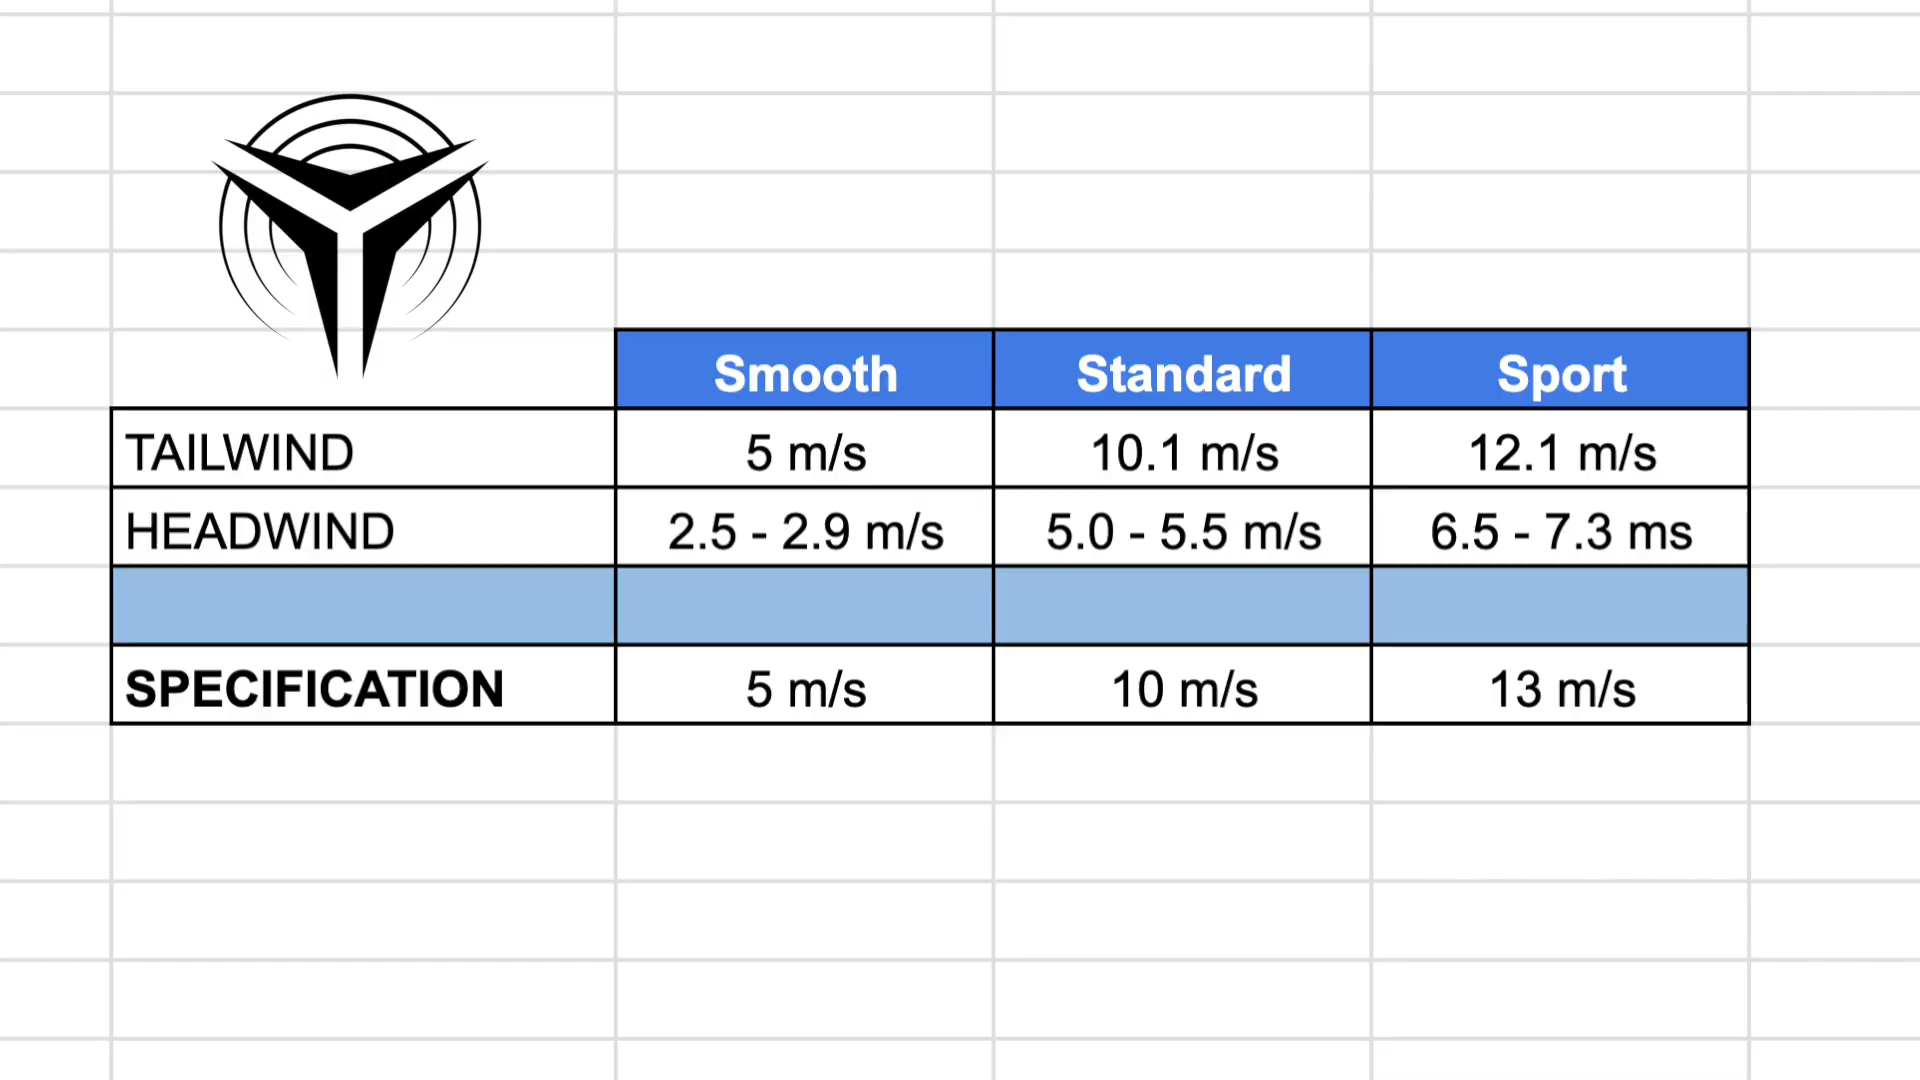 Smooth Standard Sport
TAILWIND 5 m/s 10.1 m/s 12.1 m/s
HEADWIND 2.5 - 2.9 m/s 5.0 - 5.5 m/s 6.5 - 7.3 ms
SPECIFICATION 5 m/s 10 m/s 13 m/s